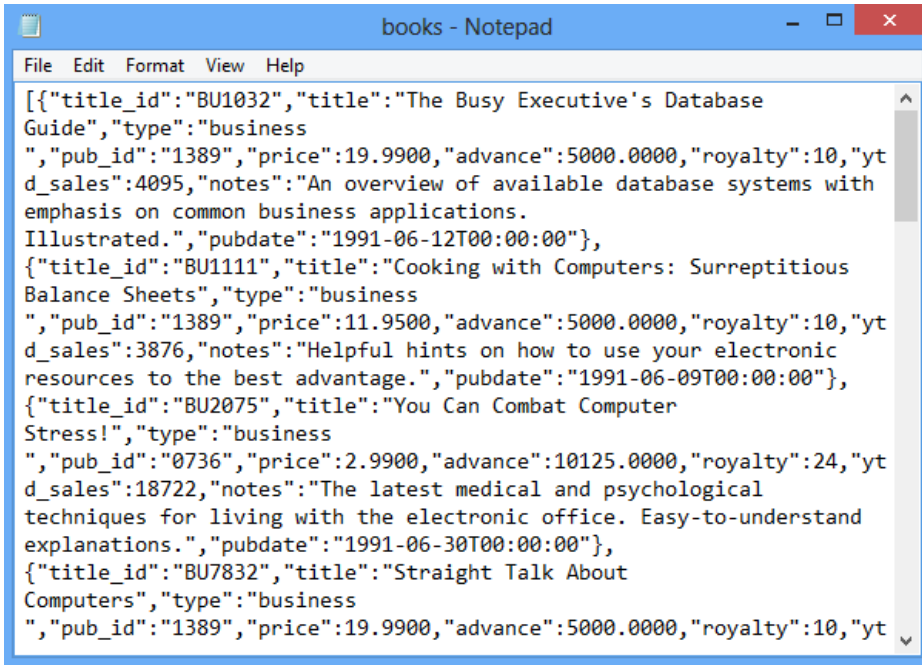 books - Notepad
File Edit Format View Help
[{"title_id":"BU1032","title":"The Busy Executive's Database
Guide","type":"business
","pub_id":"1389","price":19.9900,"advance":5000.0000,"royalty":10,"yt
d_sales":4095,"notes":"An overview of available database systems with
emphasis on common business applications.
Illustrated.","pubdate":"1991-06-12T00:00:00"},
{"title_id":"BU1111","title":"Cooking with Computers: Surreptitious
Balance Sheets","type":"business
","pub_id":"1389","price":11.9500,"advance":5000.0000,"royalty":10,"yt
d_sales":3876,"notes":"Helpful hints on how to use your electronic
resources to the best advantage.","pubdate":"1991-06-09T00:00:00"},
{"title_id":"BU2075","title":"You Can Combat Computer
Stress!","type":"business
","pub_id":"0736","price":2.9900,"advance":10125.0000,"royalty":24,"yt
d_sales":18722,"notes":"The latest medical and psychological
techniques for living with the electronic office. Easy-to-understand
explanations.","pubdate":"1991-06-30T00:00:00"},
{"title_id":"BU7832","title":"Straight Talk About
Computers","type":"business
","pub_id":"1389","price":19.9900,"advance":5000.0000,"royalty":10,"yt